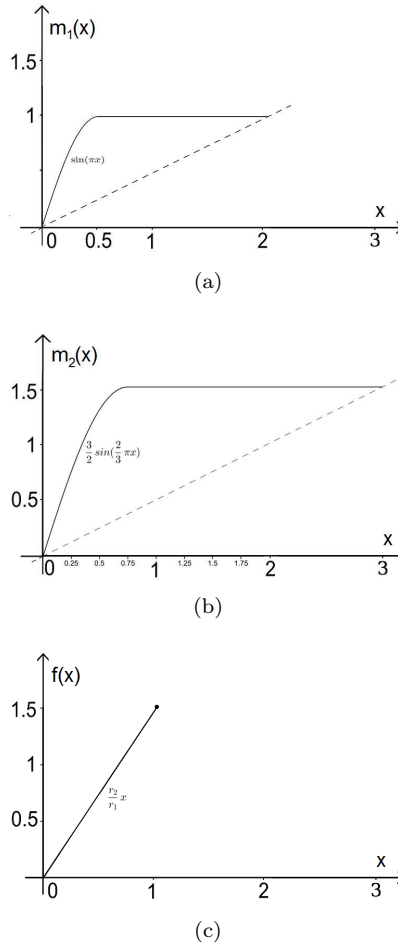 m₁(x)
1.5
1
sin(πx)
x
0 0.5 1 2 3
(a)
m₂(x)
1.5
1
3/2 sin(2/3 πx)
0.5
x
0 0.25 0.5 0.75 1 1.25 1.5 1.75 2 3
(b)
f(x)
1.5
1
r₂/r₁ x
0.5
x
0 1 2 3
(c)